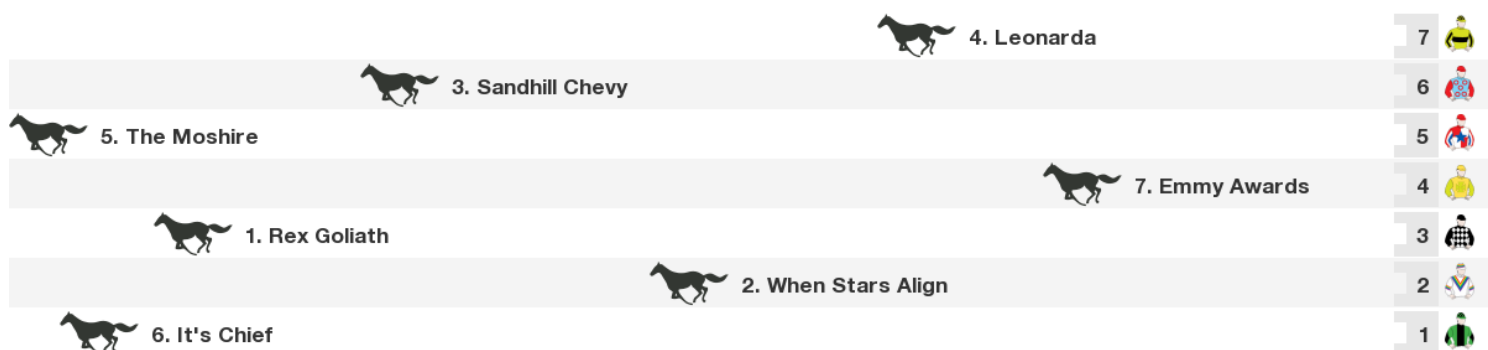 4. Leonarda 7
3. Sandhill Chevy 6
5. The Moshire 5
7. Emmy Awards 4
1. Rex Goliath 3
2. When Stars Align 2
6. It's Chief 1